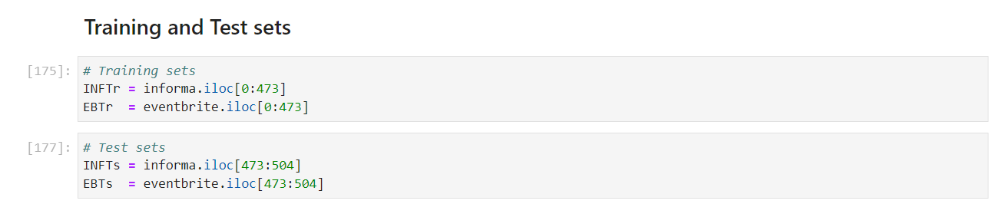 Training and Test sets
[175]:
# Training sets
INFTr = informa.iloc[0:473]
EBTr  = eventbrite.iloc[0:473]
[177]:
# Test sets
INFTs = informa.iloc[473:504]
EBTs  = eventbrite.iloc[473:504]